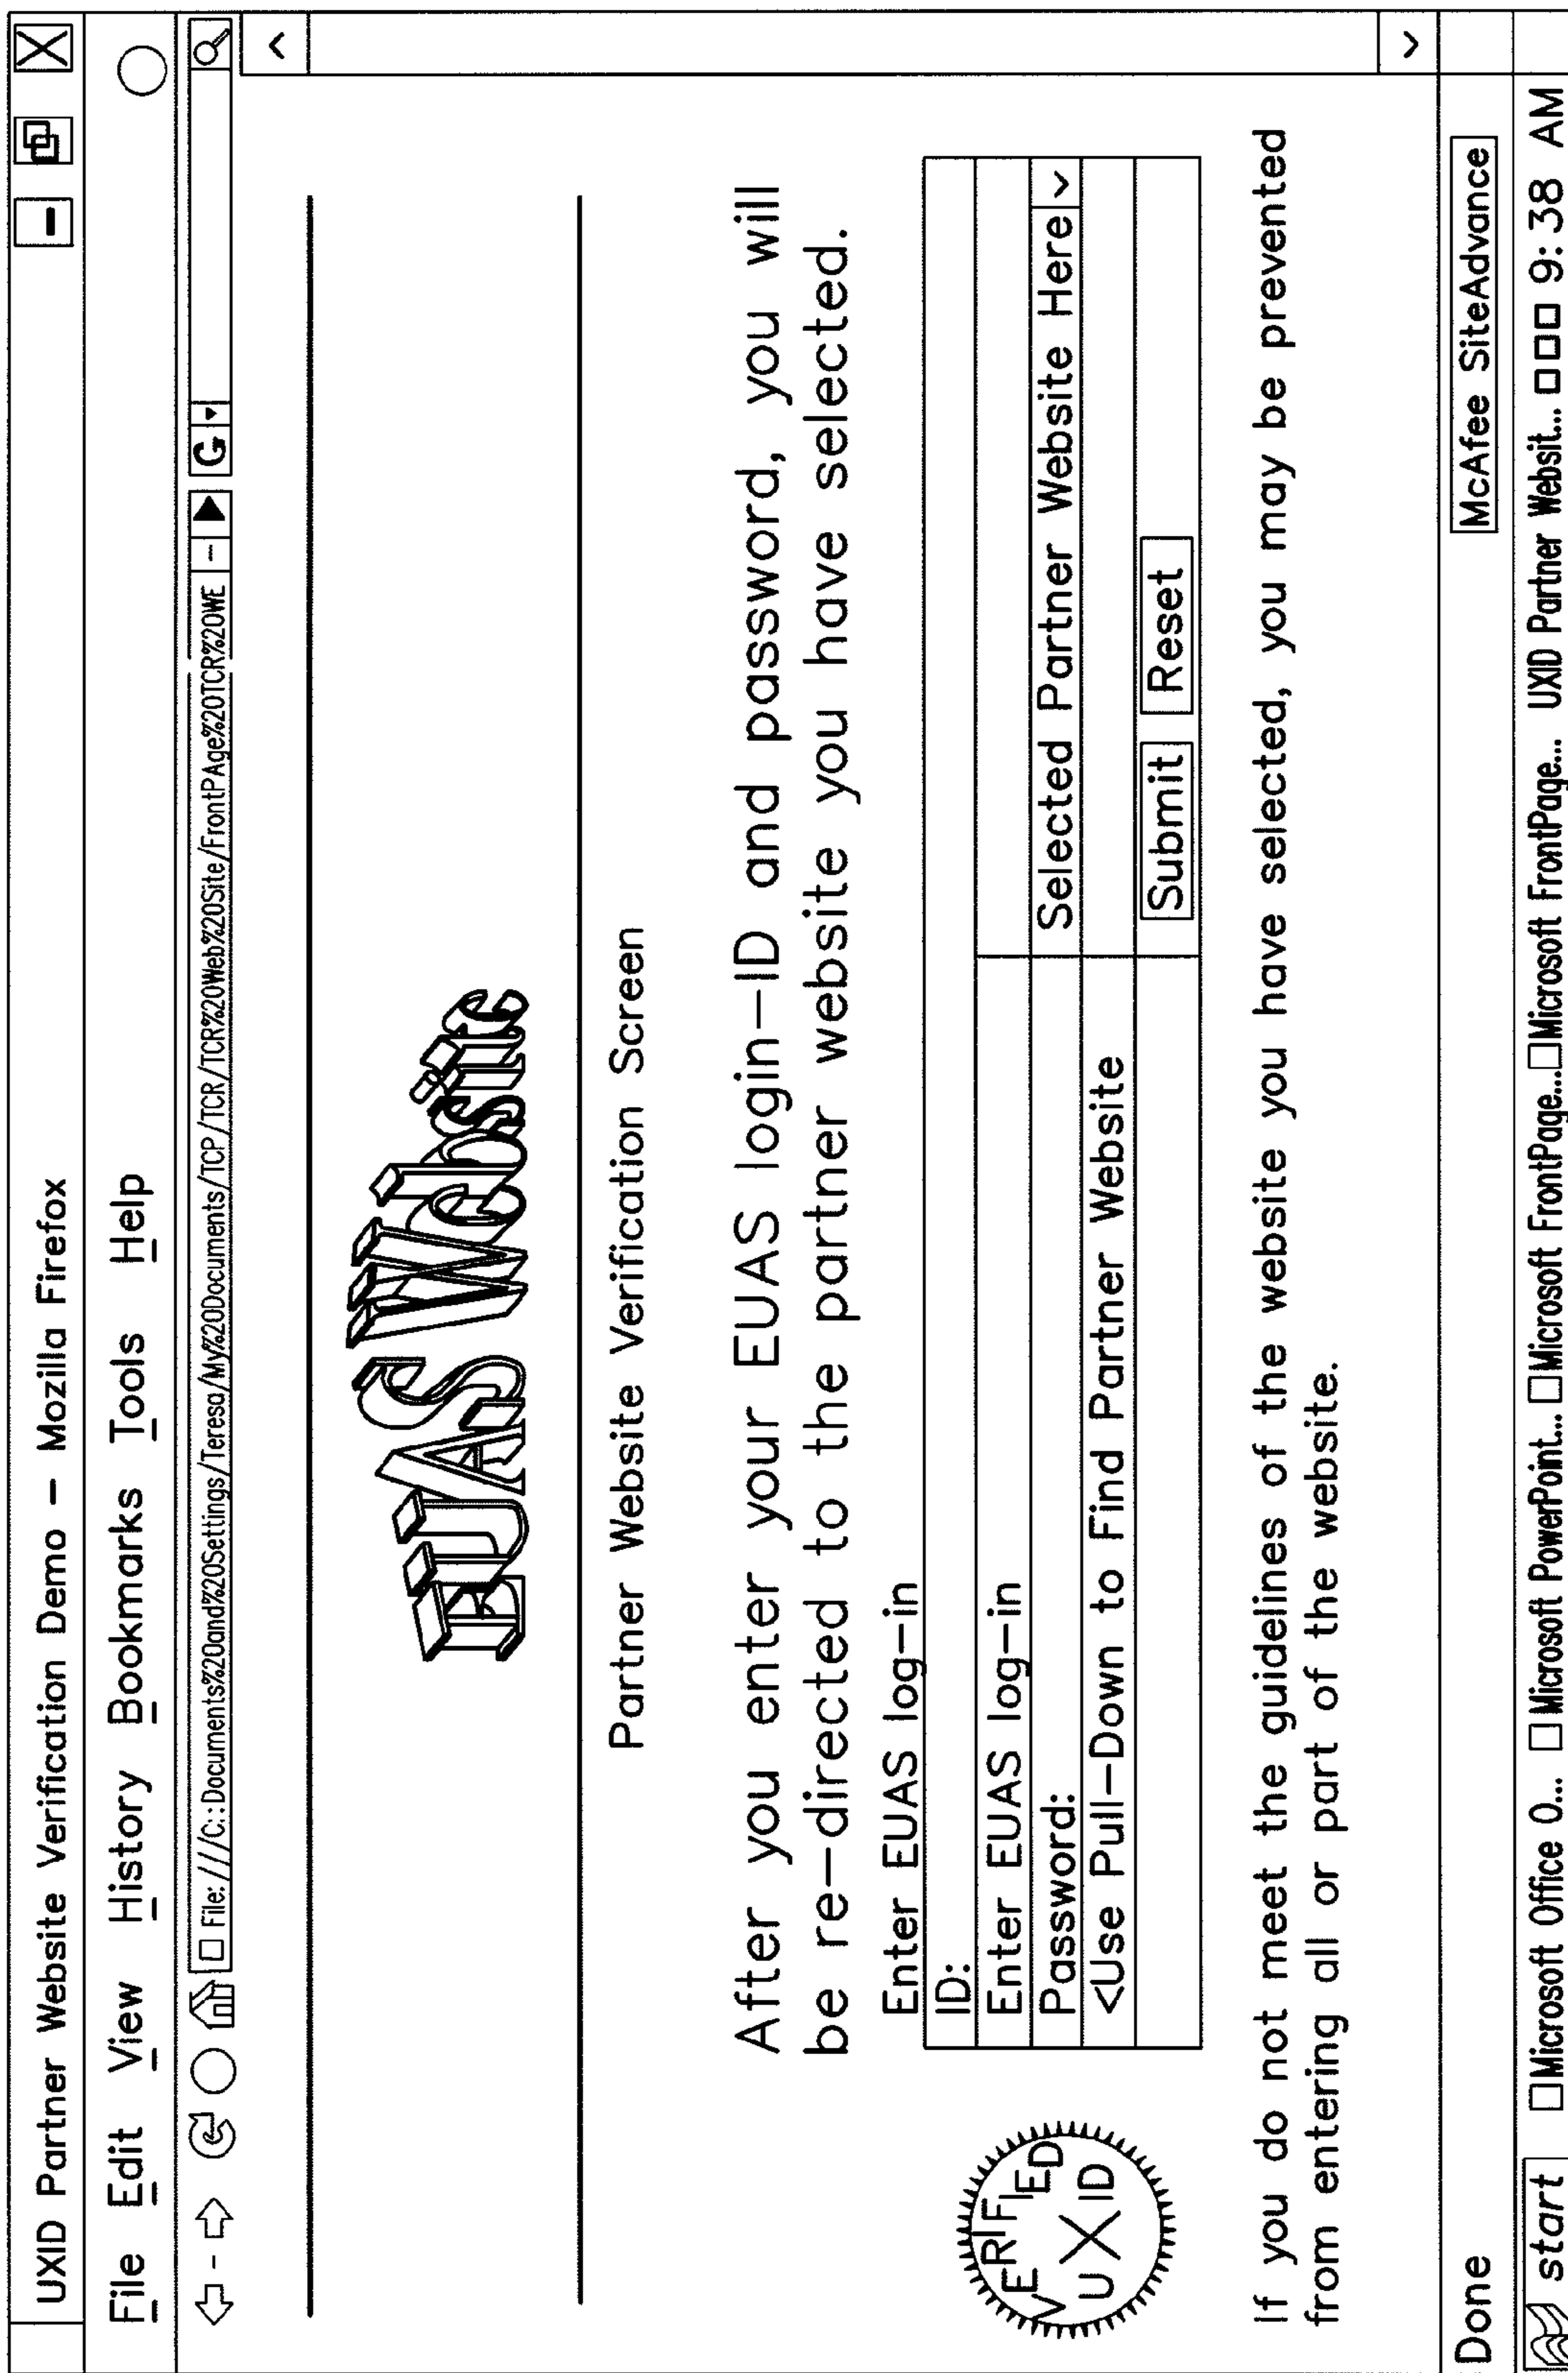 UXID Partner Website Verification Demo — Mozilla Firefox
File Edit View History Bookmarks Tools Help
File: ///C::Documents%20and%20Settings/Teresa/My%20Documents/TCP/TCR/TCR%20Web%20Site/FrontPAge%20TCR%20WE
G
EUAS Website
Partner Website Verification Screen
After you enter your EUAS login-ID and password, you will
be re-directed to the partner website you have selected.
Enter EUAS log-in
ID:
Enter EUAS log-in
Password:
Selected Partner Website Here
<Use Pull-Down to Find Partner Website
Submit Reset
VERIFIED
UXID
If you do not meet the guidelines of the website you have selected, you may be prevented
from entering all or part of the website.
Done
McAfee SiteAdvance
start Microsoft Office O... Microsoft PowerPoint... Microsoft FrontPage... Microsoft FrontPage... UXID Partner Websit... 9: 38 AM